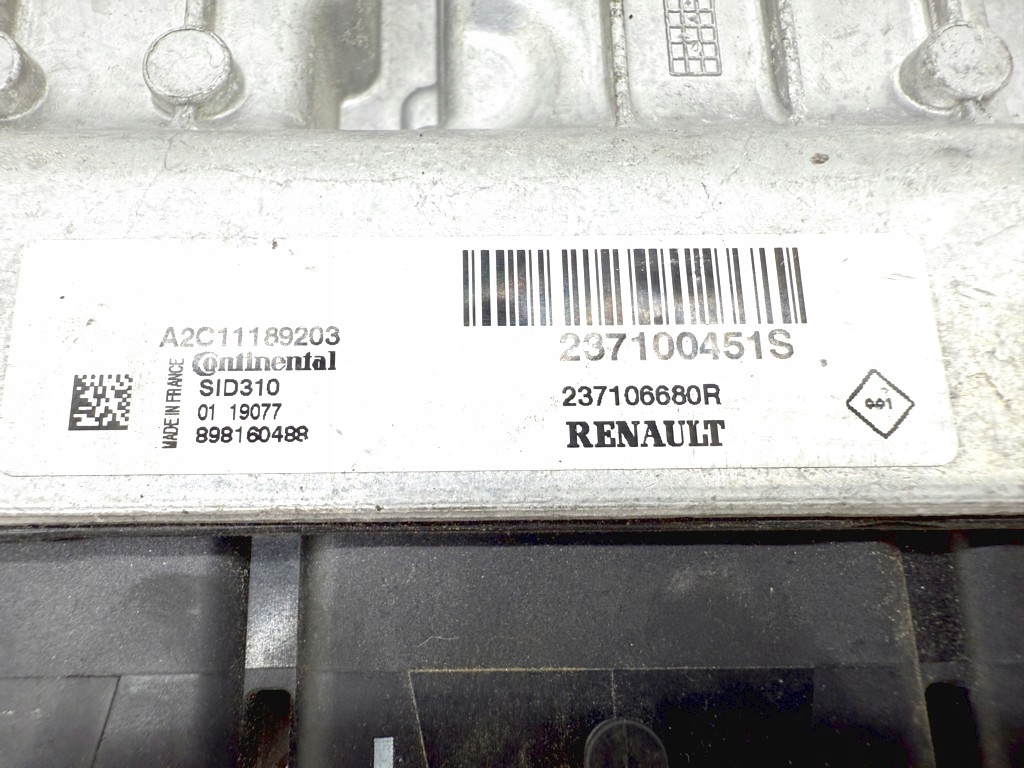 A2C11189203
Continental
MADE IN FRANCE
SID310
01 19077
898160488
237100451S
237106680R
RENAULT